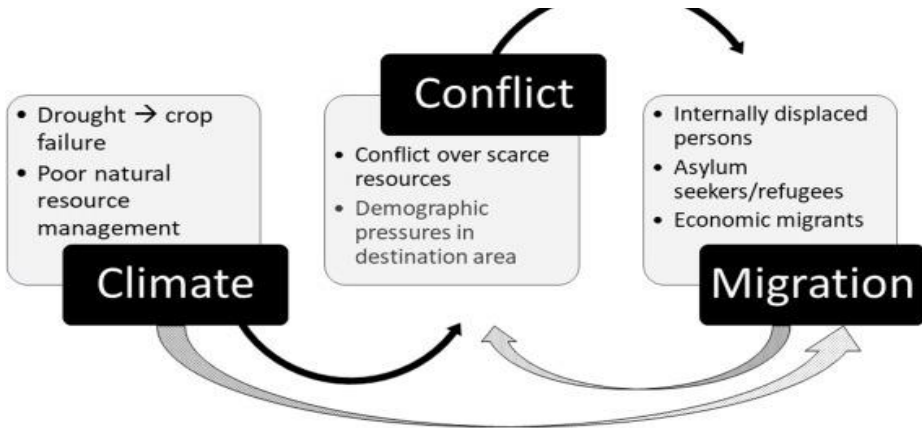 • Drought → crop
failure
• Poor natural
resource
management
Climate
Conflict
• Conflict over scarce
resources
• Demographic
pressures in
destination area
• Internally displaced
persons
• Asylum
seekers/refugees
• Economic migrants
Migration